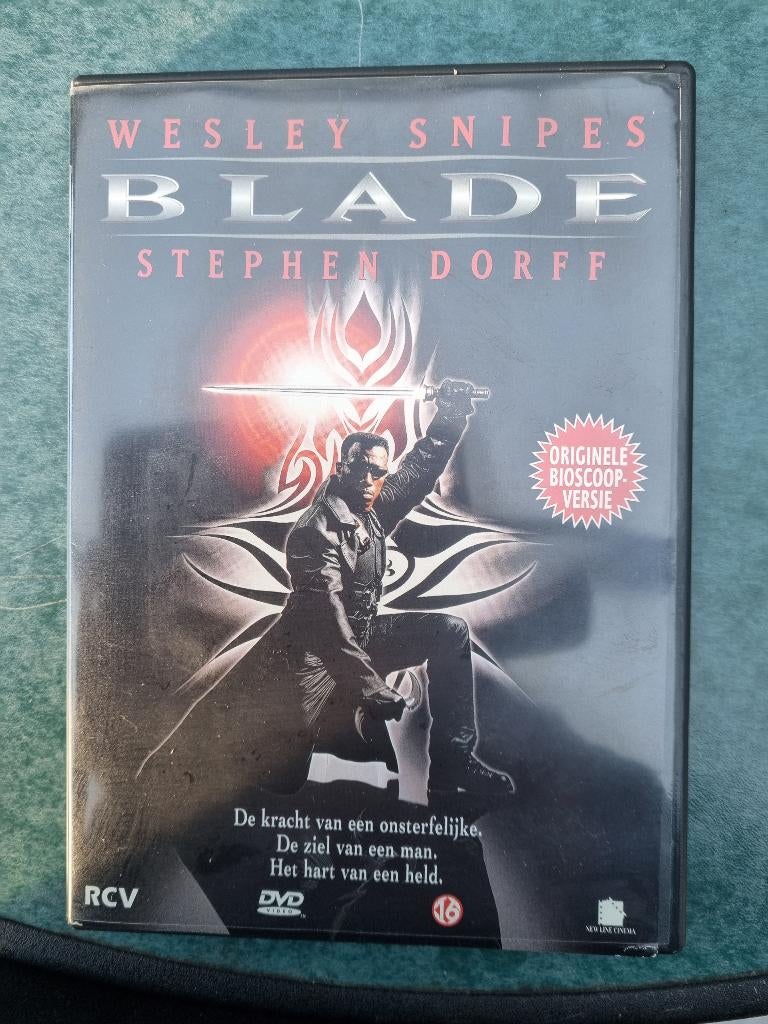 WESLEY SNIPES
BLADE
STEPHEN DORFF
ORIGINELE
BIOSCOOP-
VERSIE
De kracht van een onsterfelijke.
De ziel van een man.
Het hart van een held.
RCV
DVD
VIDEO
16
NEW LINE CINEMA